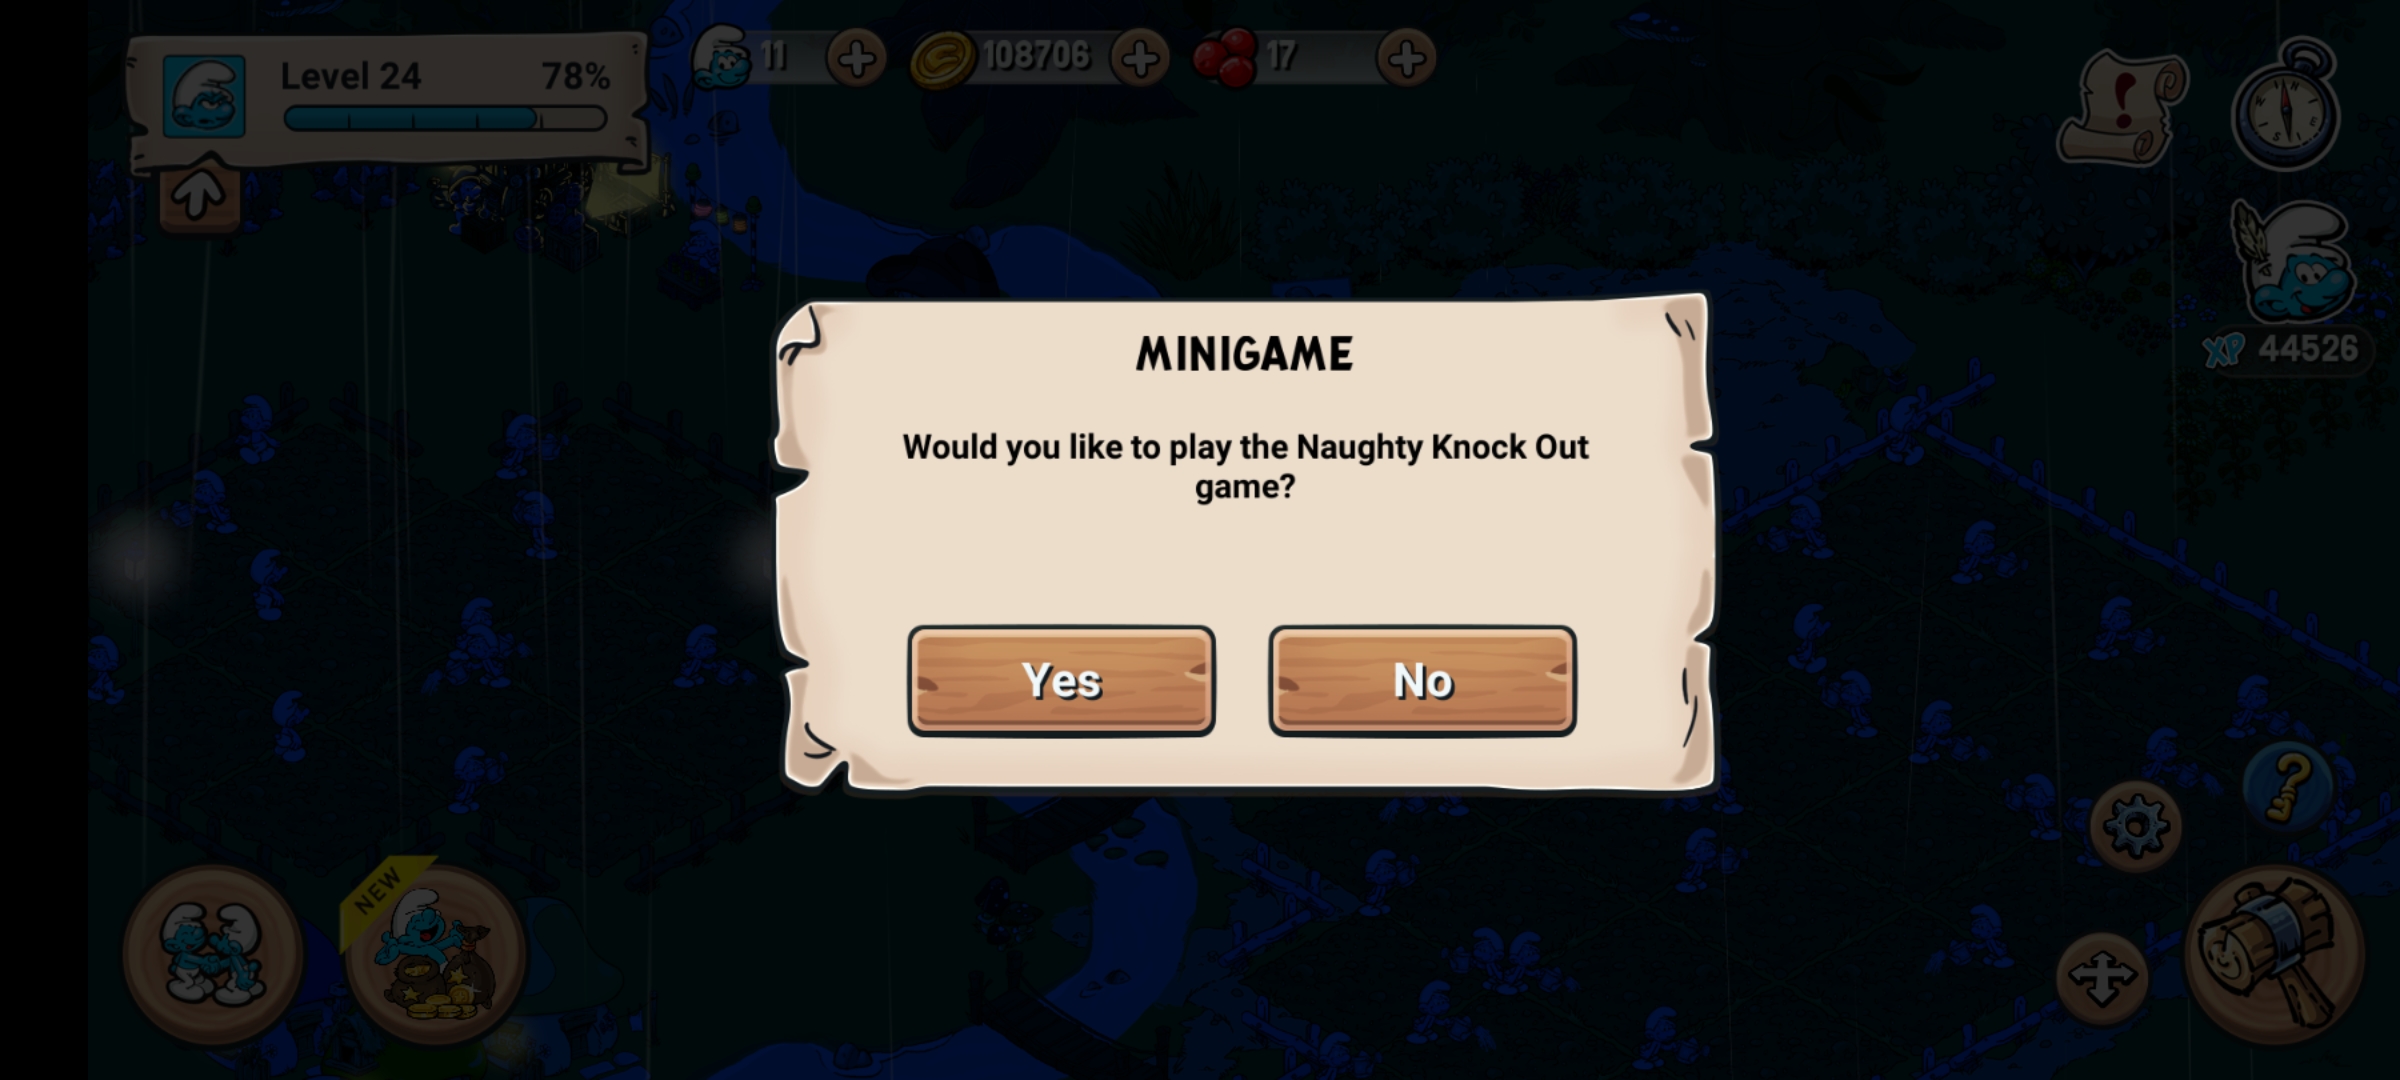 Level 24 78%
11
108706
17
XP 44526
MINIGAME
Would you like to play the Naughty Knock Out
game?
Yes
No
NEW